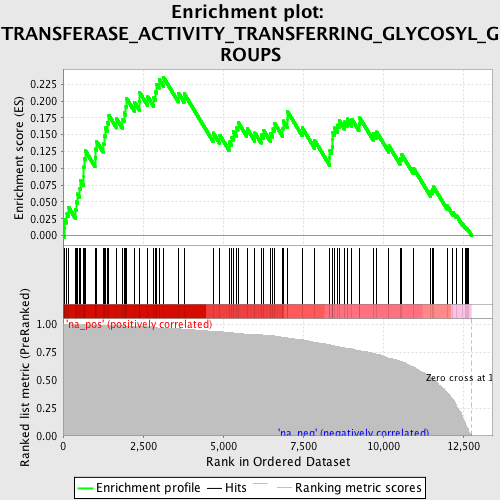 Enrichment plot:
TRANSFERASE_ACTIVITY_TRANSFERRING_GLYCOSYL_G
ROUPS
Enrichment score (ES)
0.225
0.200
0.175
0.150
0.125
0.100
0.075
0.050
0.025
0.000
'na_pos' (positively correlated)
Ranked list metric (PreRanked)
1.00
0.75
0.50
0.25
0.00
Zero cross at 1
'na_neg' (negatively correlated)
0
2,500
5,000
7,500
10,000
12,500
Rank in Ordered Dataset
Enrichment profile
Hits
Ranking metric scores